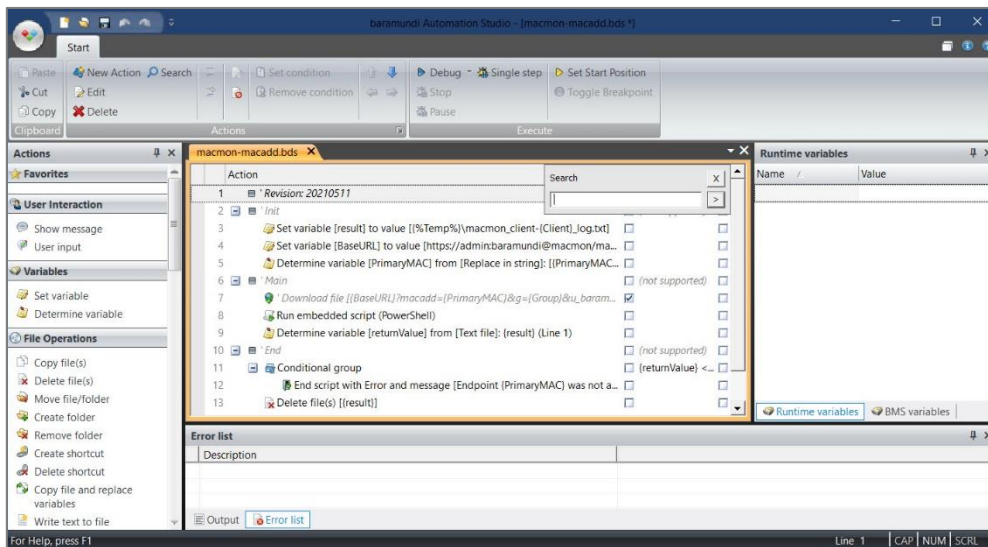 baramundi Automation Studio - [macmon-macadd.bds *]
Start
Paste
Cut
Copy
New Action
Edit
Delete
Search
Set condition
Remove condition
Debug
Stop
Pause
Single step
Set Start Position
Toggle Breakpoint
Clipboard
Actions
Execute
Actions
Favorites
User Interaction
Show message
User input
Variables
Set variable
Determine variable
File Operations
Copy file(s)
Delete file(s)
Move file/folder
Create folder
Remove folder
Create shortcut
Delete shortcut
Copy file and replace
variables
Write text to file
macmon-macadd.bds
Action
Search
X
>
1 ' Revision: 20210511
2 ' Init
3 Set variable [result] to value [{%Temp%}\macmon_client-{Client}_log.txt]
4 Set variable [BaseURL] to value [https://admin:baramundi@macmon/ma...
5 Determine variable [PrimaryMAC] from [Replace in string]: [{PrimaryMAC...
6 ' Main (not supported)
7 ' Download file [{BaseURL}?macadd={PrimaryMAC}&g={Group}&u_baram...
8 Run embedded script (PowerShell)
9 Determine variable [returnValue] from [Text file]: {result} (Line 1)
10 ' End (not supported)
11 Conditional group {returnValue} <...
12 End script with Error and message [Endpoint {PrimaryMAC} was not a...
13 Delete file(s) [{result}]
Runtime variables
Name Value
Runtime variables BMS variables
Error list
Description
Output Error list
For Help, press F1
Line 1 CAP NUM SCRL